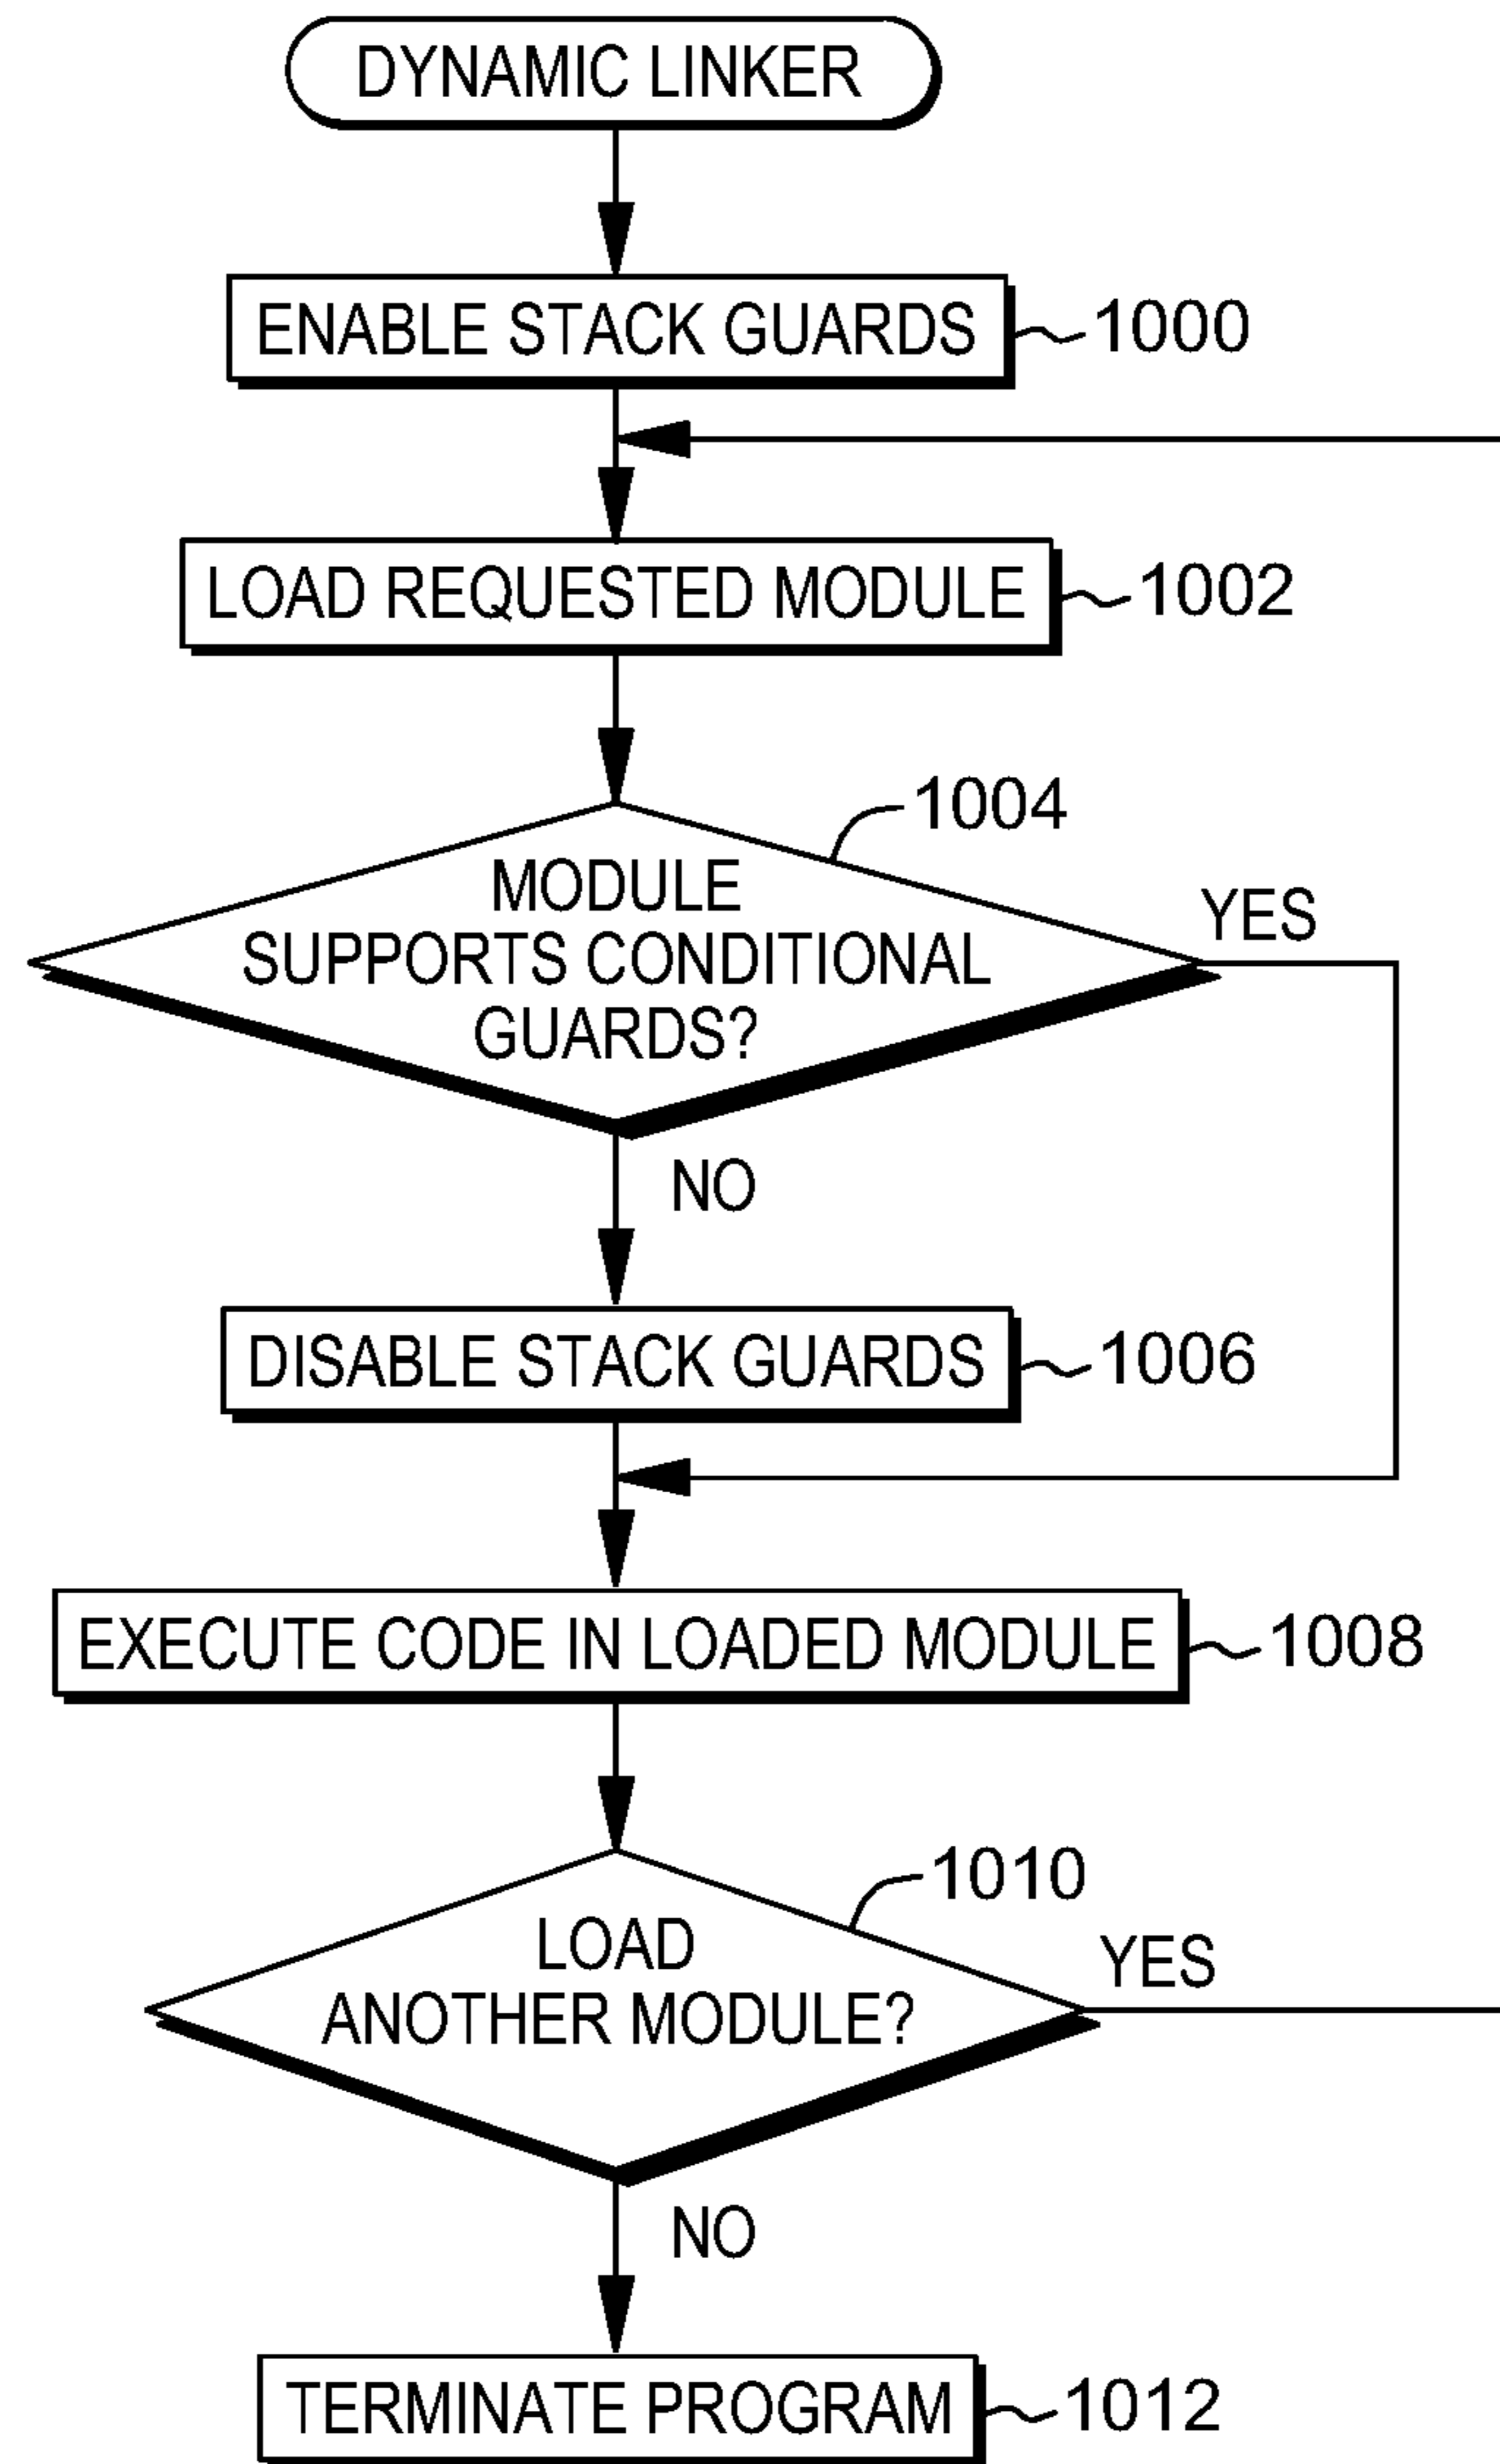 DYNAMIC LINKER
ENABLE STACK GUARDS
1000
LOAD REQUESTED MODULE
1002
1004
MODULE
SUPPORTS CONDITIONAL
GUARDS?
YES
NO
DISABLE STACK GUARDS
1006
EXECUTE CODE IN LOADED MODULE
1008
1010
LOAD
ANOTHER MODULE?
YES
NO
TERMINATE PROGRAM
1012